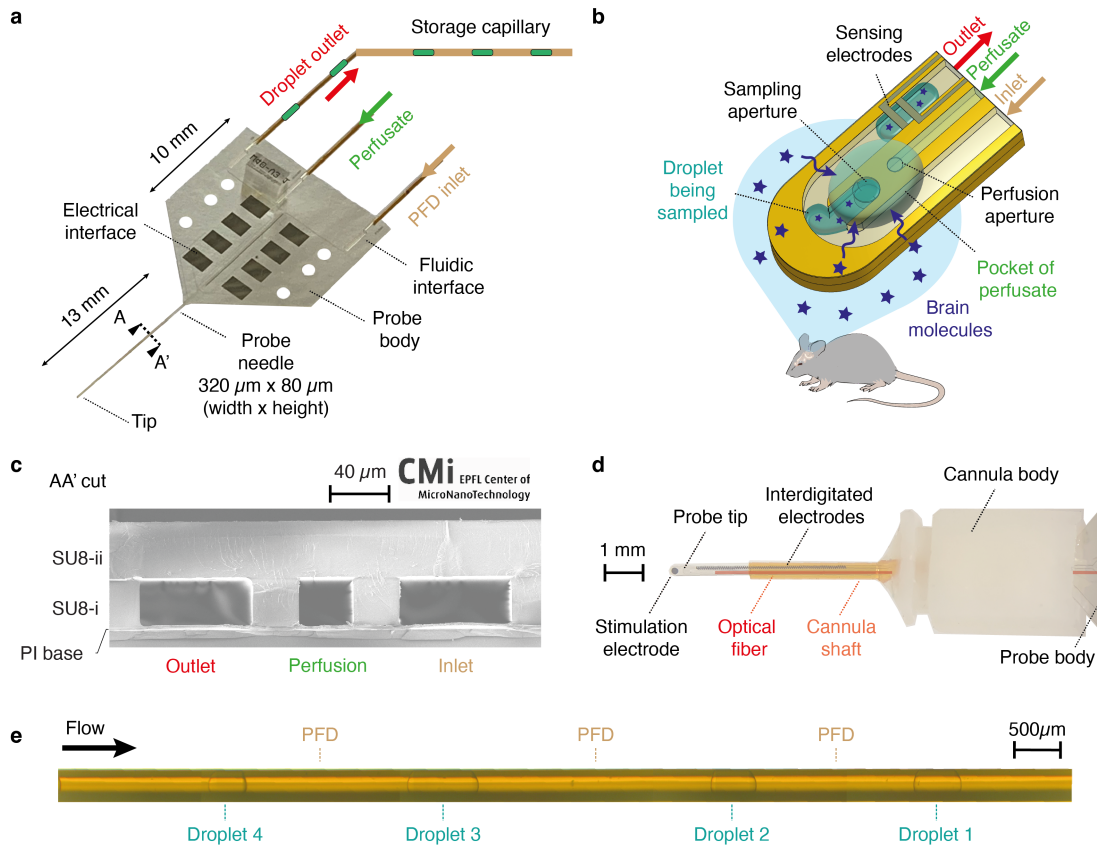 a
Storage capillary
Droplet outlet
Perfusate
PFD inlet
10 mm
Electrical
interface
13 mm
A
A'
Fluidic
interface
Probe
body
Probe
needle
320 µm x 80 µm
(width x height)
Tip
b
Sensing
electrodes
Outlet
Perfusate
Inlet
Sampling
aperture
Droplet
being
sampled
Perfusion
aperture
Pocket of
perfusate
Brain
molecules
c
AA' cut
40 µm
CMi EPFL Center of
MicroNanoTechnology
SU8-ii
SU8-i
PI base
Outlet
Perfusion
Inlet
d
Cannula body
Interdigitated
electrodes
Probe tip
1 mm
Stimulation
electrode
Optical
fiber
Cannula
shaft
Probe body
e
Flow
PFD
PFD
PFD
500µm
Droplet 4
Droplet 3
Droplet 2
Droplet 1